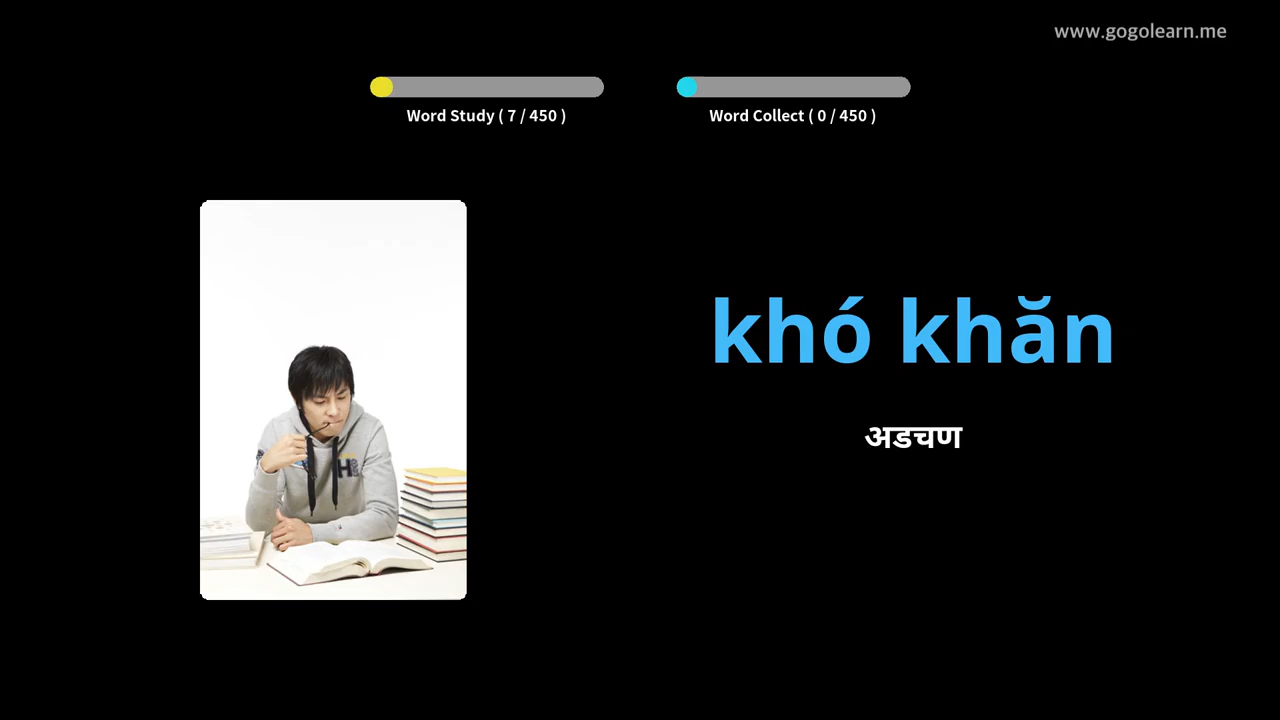 www.gogolearn.me
Word Study ( 7 / 450 )
Word Collect ( 0 / 450 )
khó khăn
अडचण